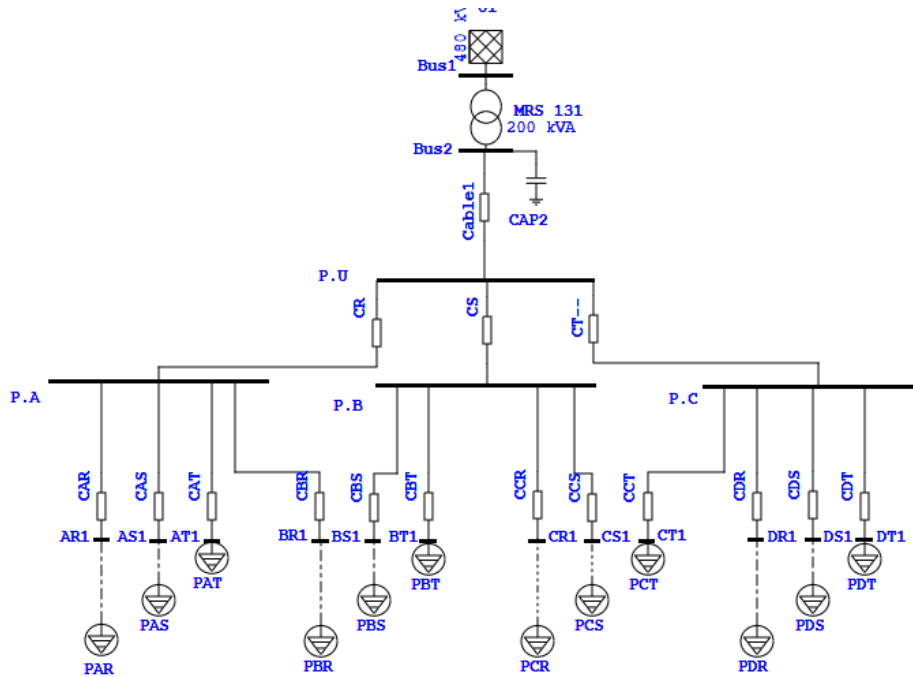 480 kV
Bus1
MRS 131
200 kVA
Bus2
Cable1
CAP2
P.U
CR
CS
CT--
P.A
P.B
P.C
CAR
CAS
CAT
CBR
CBS
CBT
CCR
CCS
CCT
CDR
CDS
CDT
AR1
AS1
AT1
BR1
BS1
BT1
CR1
CS1
CT1
DR1
DS1
DT1
PAT
PBT
PCT
PDT
PAS
PBS
PCS
PDS
PAR
PBR
PCR
PDR